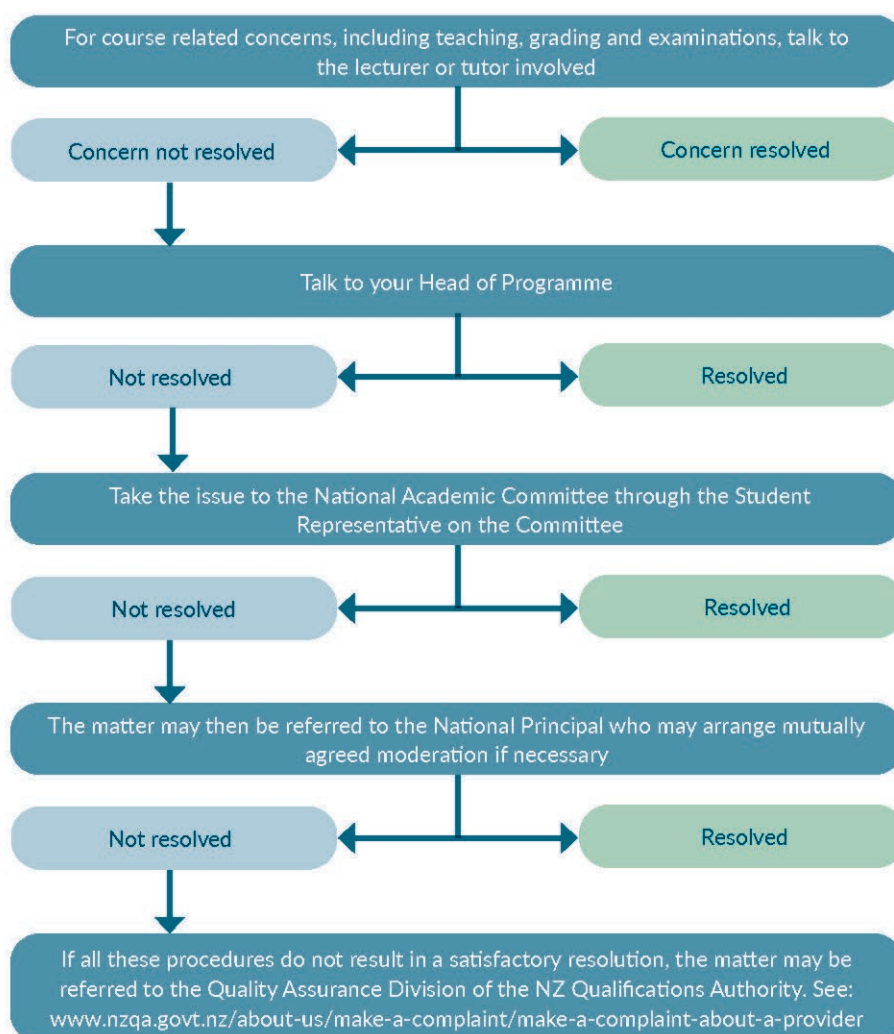 For course related concerns, including teaching, grading and examinations, talk to
the lecturer or tutor involved
Concern not resolved
Concern resolved
Talk to your Head of Programme
Not resolved
Resolved
Take the issue to the National Academic Committee through the Student
Representative on the Committee
Not resolved
Resolved
The matter may then be referred to the National Principal who may arrange mutually
agreed moderation if necessary
Not resolved
Resolved
If all these procedures do not result in a satisfactory resolution, the matter may be
referred to the Quality Assurance Division of the NZ Qualifications Authority. See:
www.nzqa.govt.nz/about-us/make-a-complaint/make-a-complaint-about-a-provider